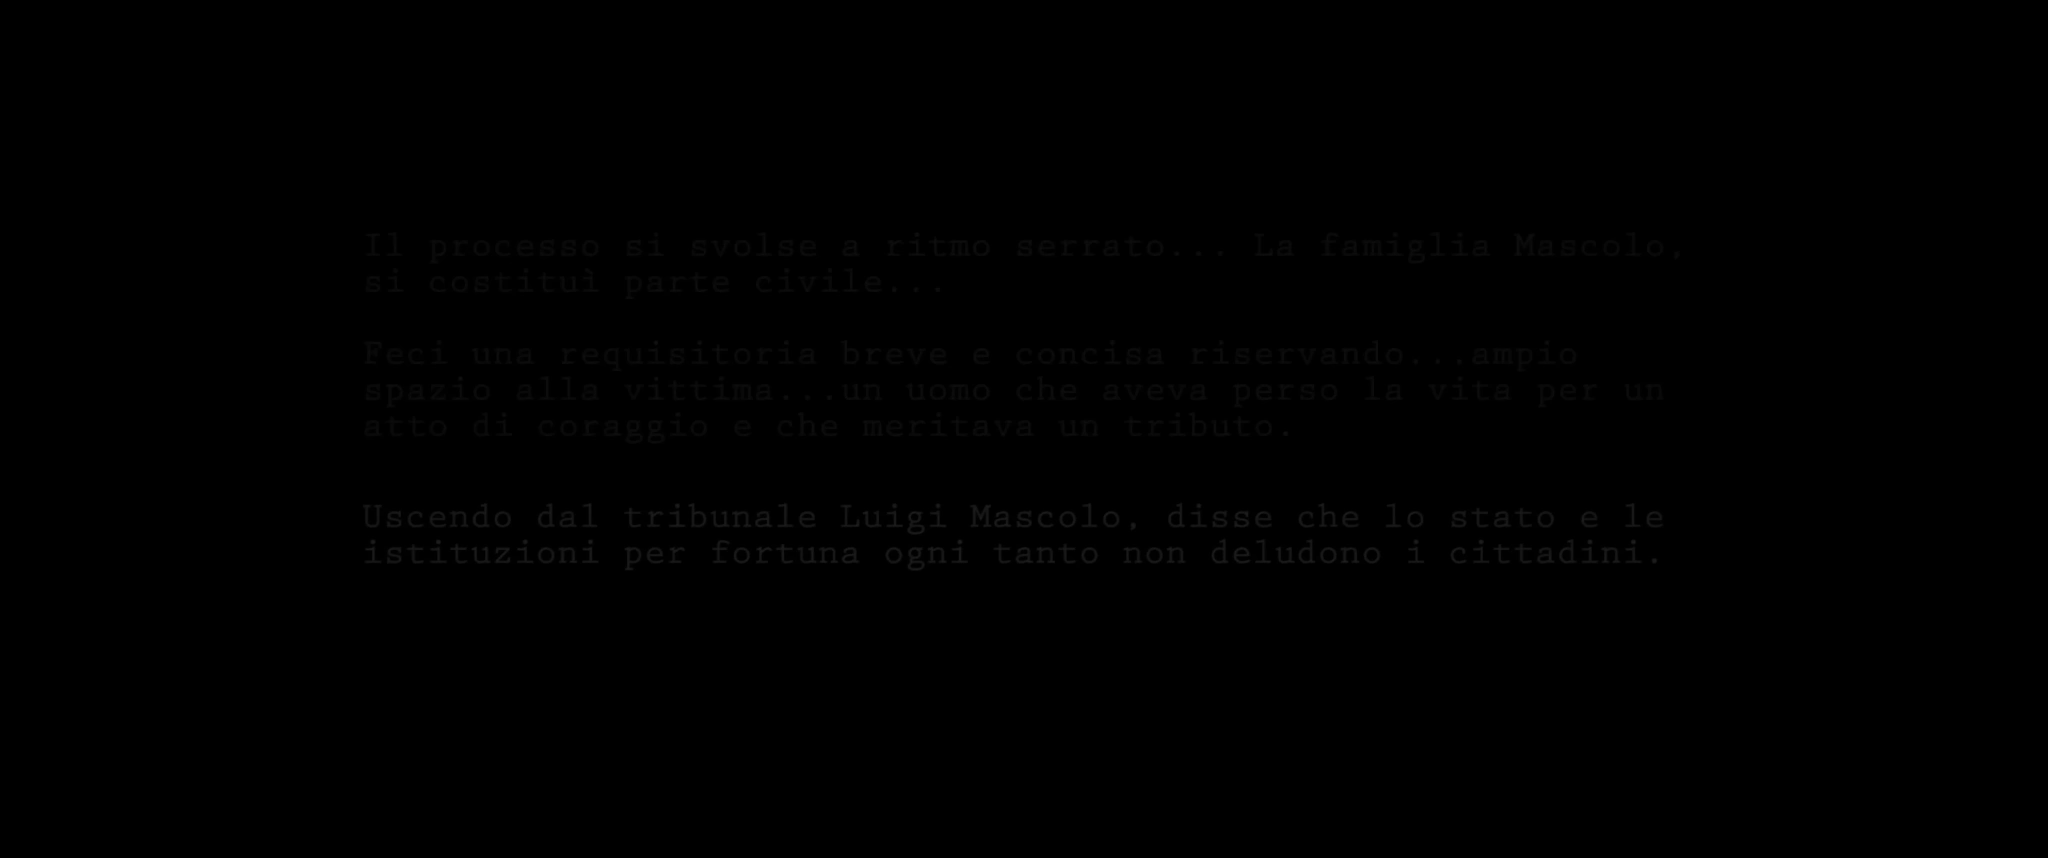 Il processo si svolse a ritmo serrato... La famiglia Mascolo,
si costituì parte civile...
Feci una requisitoria breve e concisa riservando...ampio
spazio alla vittima...un uomo che aveva perso la vita per un
atto di coraggio e che meritava un tributo.
Uscendo dal tribunale Luigi Mascolo, disse che lo stato e le
istituzioni per fortuna ogni tanto non deludono i cittadini.